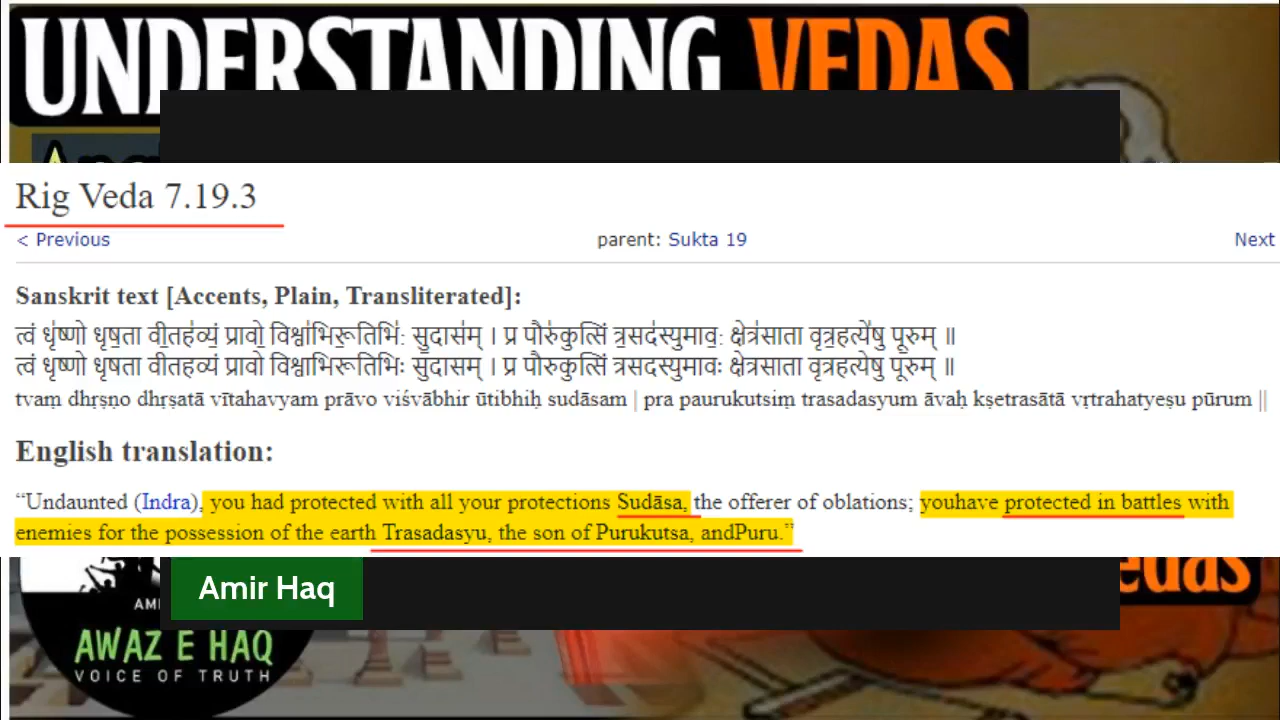 UNDERSTANDING VEDAS
Rig Veda 7.19.3
< Previous
parent: Sukta 19
Next
Sanskrit text [Accents, Plain, Transliterated]:
त्वं धृ॑ष्णो धृष॒ता वी॒तह॑व्यं॒ प्रावो॒ विश्वा॑भिरू॒तिभि॑: सु॒दास॑म् । प्र पौरु॑कुत्सिं त्र॒सद॑स्युमाव॒: क्षेत्र॑साता वृत्र॒हत्ये॑षु पू॒रुम् ॥
त्वं धृष्णो धृषता वीतहव्यं प्रावो विश्वाभिरूतिभिः सुदासम् । प्र पौरुकुत्सिं त्रसदस्युमावः क्षेत्रसाता वृत्रहत्येषु पूरुम् ॥
tvaṃ dhṛṣṇo dhṛṣatā vītahavyam prāvo viśvābhir ūtibhiḥ sudāsam | pra paurukutsiṃ trasadasyum āvaḥ kṣetrasātā vṛtrahatyeṣu pūrum ||
English translation:
“Undaunted (Indra), you had protected with all your protections Sudāsa, the offerer of oblations; youhave protected in battles with
enemies for the possession of the earth Trasadasyu, the son of Purukutsa, andPuru.”
edas
Amir Haq
AM
AWAZ E HAQ
VOICE OF TRUTH